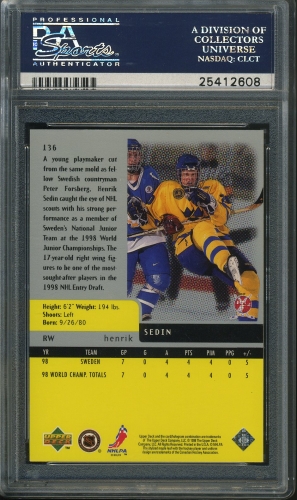 PROFESSIONAL
PSA
Sports
AUTHENTICATOR
A DIVISION OF
COLLECTORS
UNIVERSE
NASDAQ: CLCT
25412608
136
A young playmaker cut
from the same mold as fel-
low Swedish countryman
Peter Forsberg, Henrik
Sedin caught the eye of NHL
scouts with his strong per-
formance as a member of
Sweden's National Junior
Team at the 1998 World
Junior Championships. The
17 year-old right wing fig-
ures to be one of the most-
sought-after players in the
1998 NHL Entry Draft.
Height: 6'2" Weight: 194 lbs.
Shoots: Left
Born: 9/26/80
RW henrik SEDIN
YR TEAM GP G A PTS PIM PPG +/-
98 SWEDEN 7 0 4 4 4 0 5
98 WORLD CHAMP. TOTALS 7 0 4 4 4 0 5
UPPER DECK
NHL
NHLPA